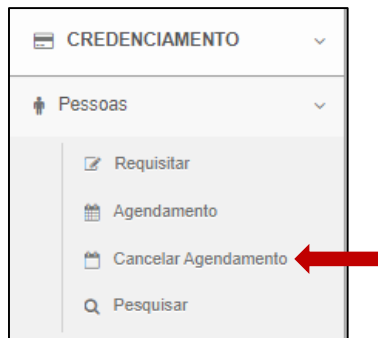 CREDENCIAMENTO
Pessoas
Requisitar
Agendamento
Cancelar Agendamento
Pesquisar